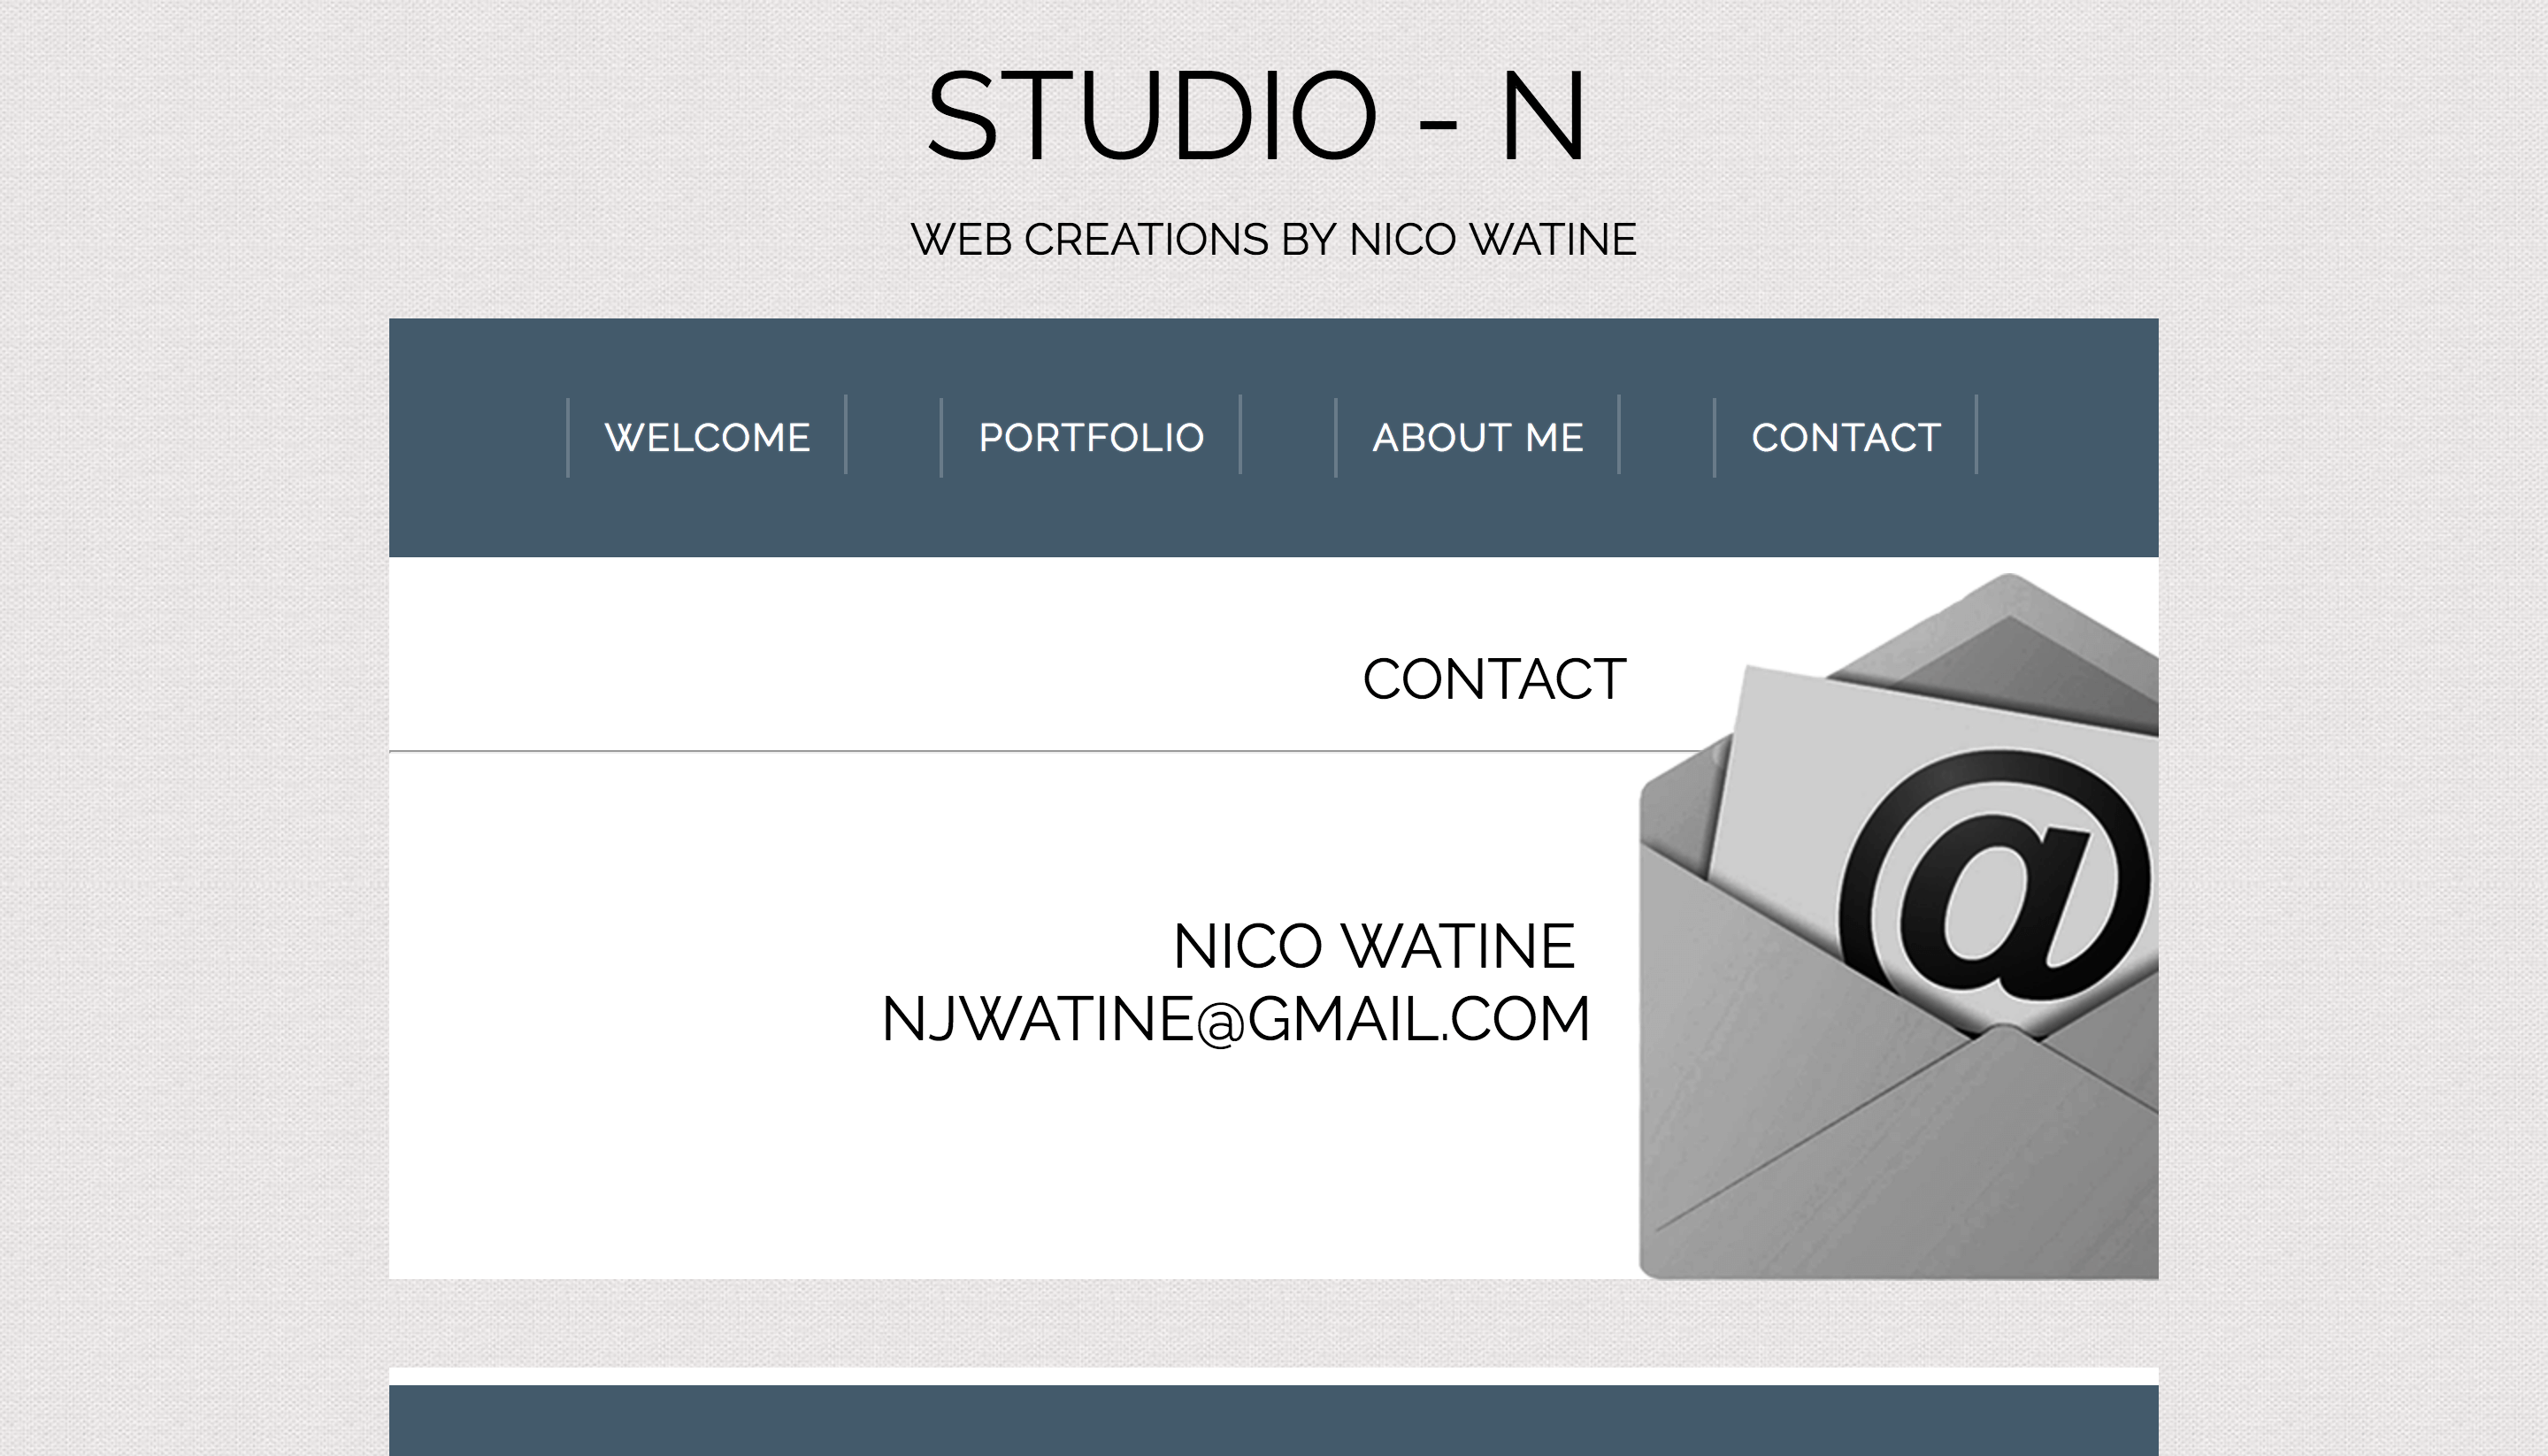 STUDIO - N
WEB CREATIONS BY NICO WATINE
WELCOME PORTFOLIO ABOUT ME CONTACT
CONTACT
@
NICO WATINE
NJWATINE@GMAIL.COM